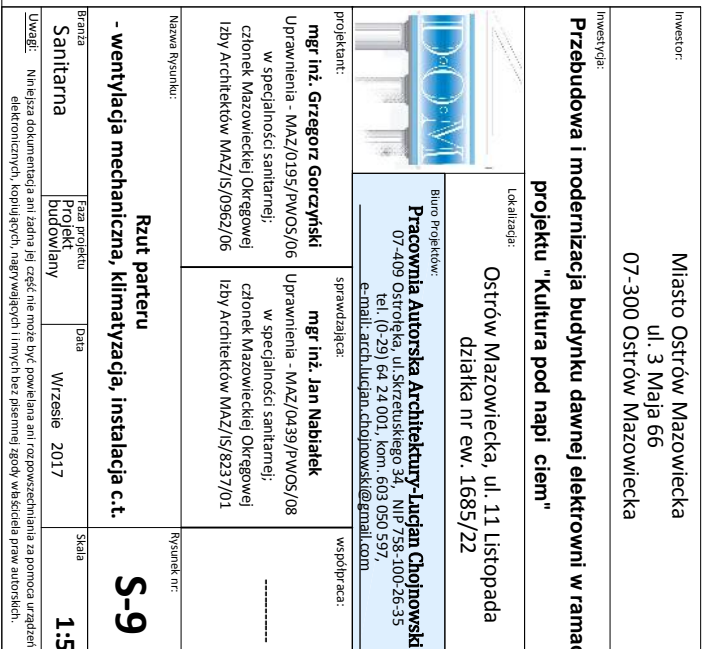 Inwestor:
Miasto Ostrów Mazowiecka
ul. 3 Maja 66
07-300 Ostrów Mazowiecka
Inwestycja:
Przebudowa i modernizacja budynku dawnej elektrowni w ramac
projektu "Kultura pod napi ciem"
DOM
Lokalizacja:
Ostrów Mazowiecka, ul. 11 Listopada
działka nr ew. 1685/22
Biuro Projektów:
Pracownia Autorska Architektury-Lucjan Chojnowski
07-409 Ostrołęka, ul.Skrzetuskiego 34, NIP 758-100-26-35
tel. (0-29) 64 24 001, kom. 603 050 597,
e-mail: arch.lucjan.chojnowski@gmail.com
projektant:
mgr inż. Grzegorz Gorczyński
Uprawnienia - MAZ/0195/PWOS/06
w specjalności sanitarnej;
członek Mazowieckiej Okręgowej
Izby Architektów MAZ/IS/0962/06
sprawdzająca:
mgr inż. Jan Nabiałek
Uprawnienia - MAZ/0439/PWOS/08
w specjalności sanitarnej;
członek Mazowieckiej Okręgowej
Izby Architektów MAZ/IS/8237/01
współpraca:
----------
Nazwa Rysunku:
Rzut parteru
- wentylacja mechaniczna, klimatyzacja, instalacja c.t.
Rysunek nr:
S-9
Branża
Sanitarna
Faza projektu
Projekt
budowlany
Data
Wrzesie 2017
Skala
1:5
Uwagi: Niniejsza dokumentacja ani żadna jej część nie może być powielana ani rozpowszechniania za pomoca urządzeń
elektronicznych, kopiujących, nagrywających i innych bez pisemnej zgody właściciela praw autorskich.